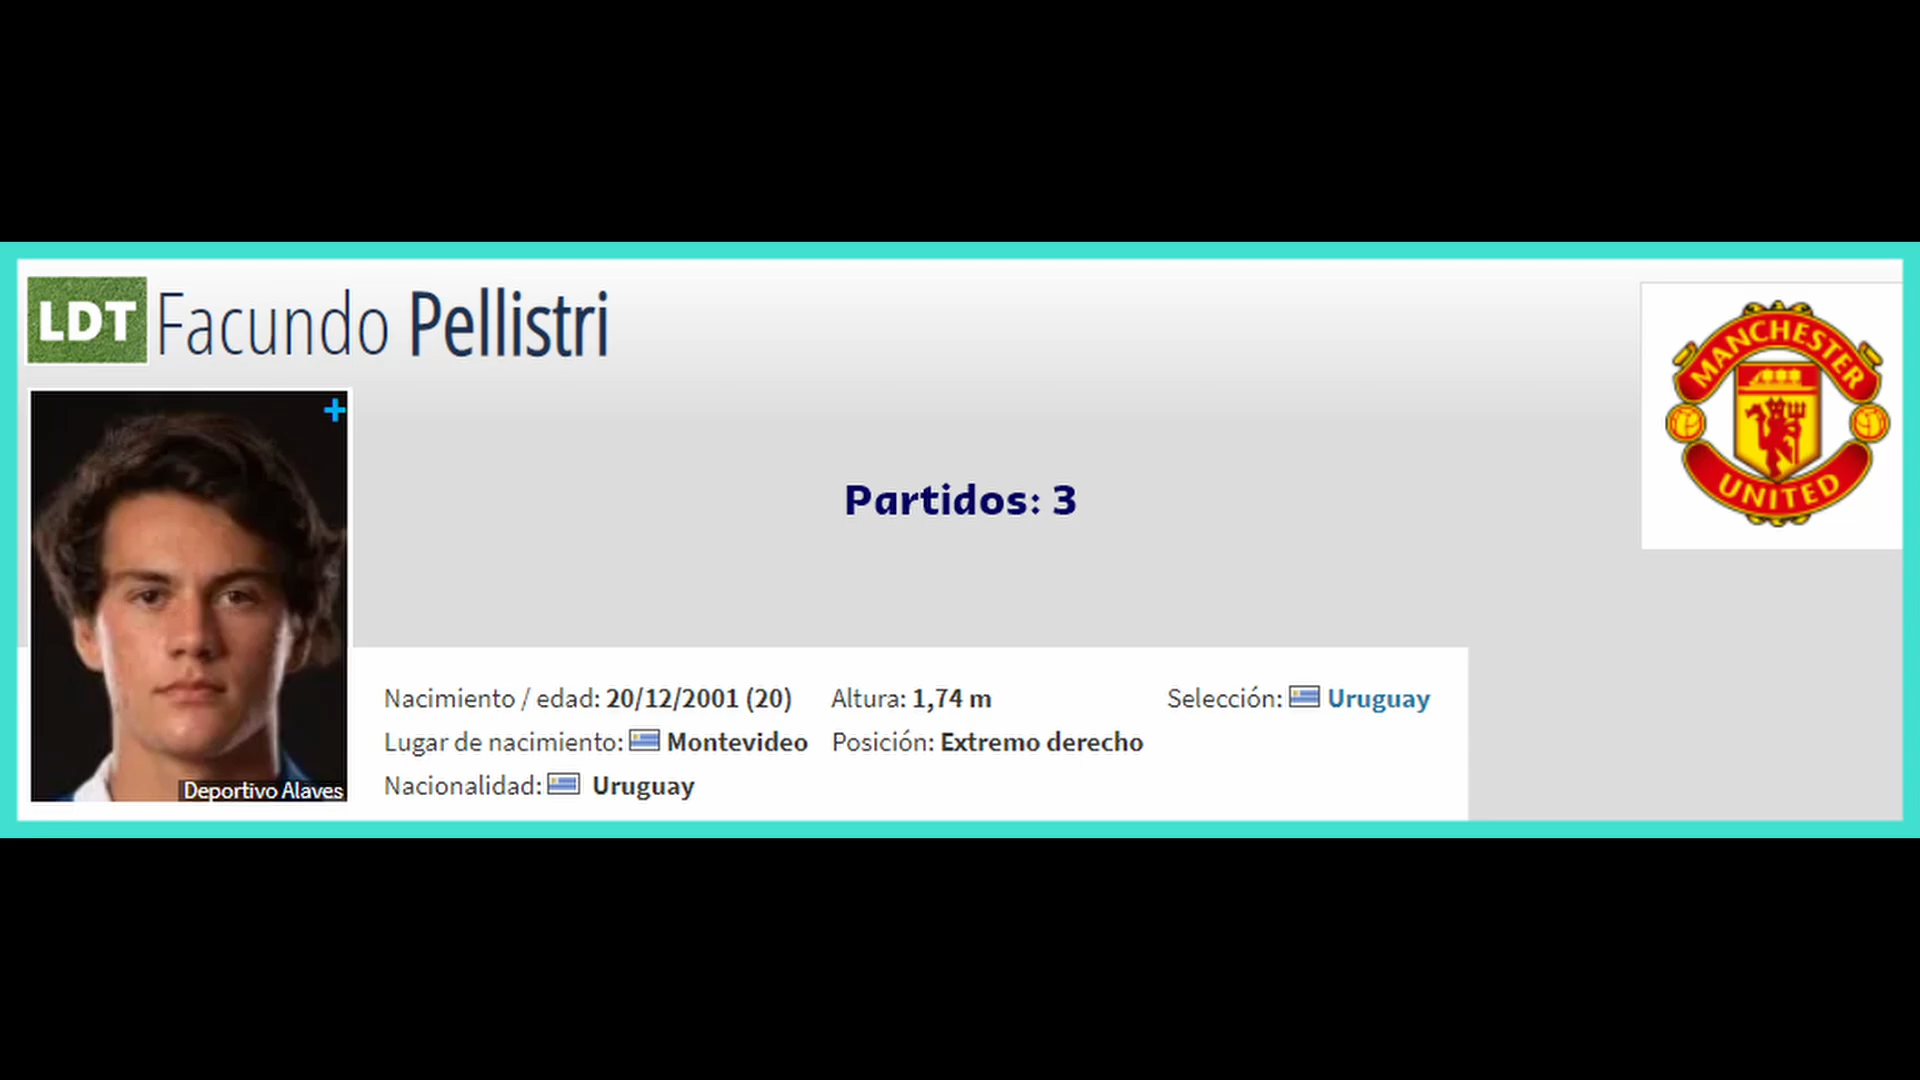 LDT Facundo Pellistri
MANCHESTER
UNITED
Partidos: 3
Deportivo Alaves
Nacimiento / edad: 20/12/2001 (20) Altura: 1,74 m Selección: Uruguay
Lugar de nacimiento: Montevideo Posición: Extremo derecho
Nacionalidad: Uruguay